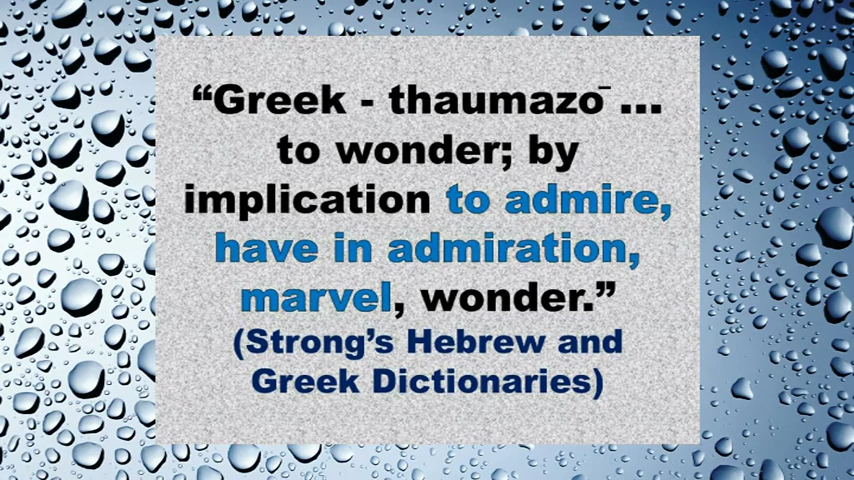 “Greek - thaumazō ...
to wonder; by
implication to admire,
have in admiration,
marvel, wonder.”
(Strong’s Hebrew and
Greek Dictionaries)